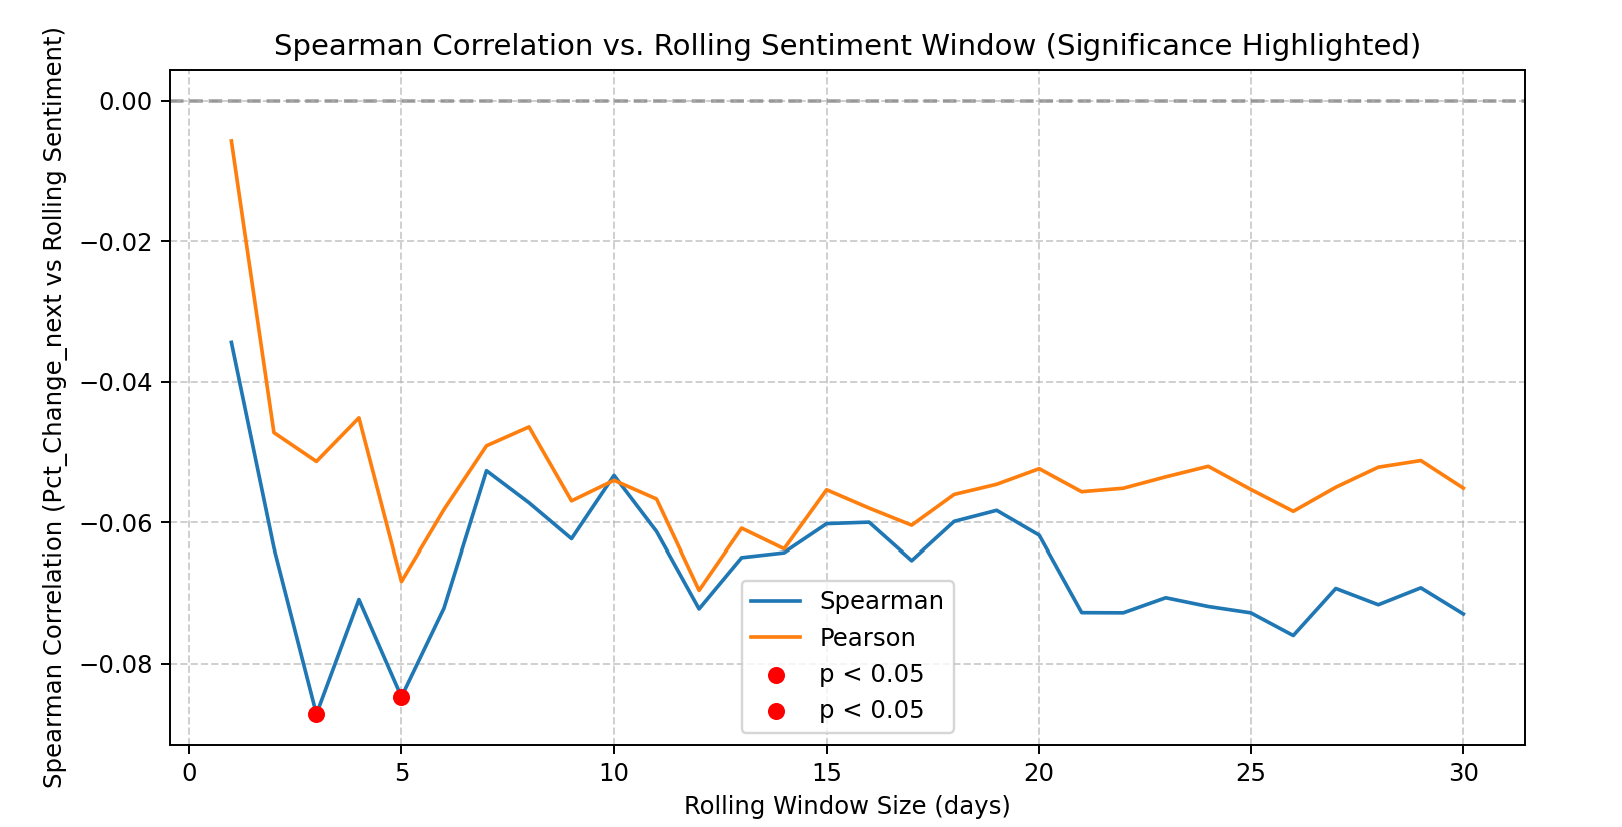 Spearman Correlation vs. Rolling Sentiment Window (Significance Highlighted)
Spearman Correlation (Pct_Change_next vs Rolling Sentiment)
0.00
−0.02
−0.04
−0.06
−0.08
Spearman
Pearson
p < 0.05
p < 0.05
0 5 10 15 20 25 30
Rolling Window Size (days)